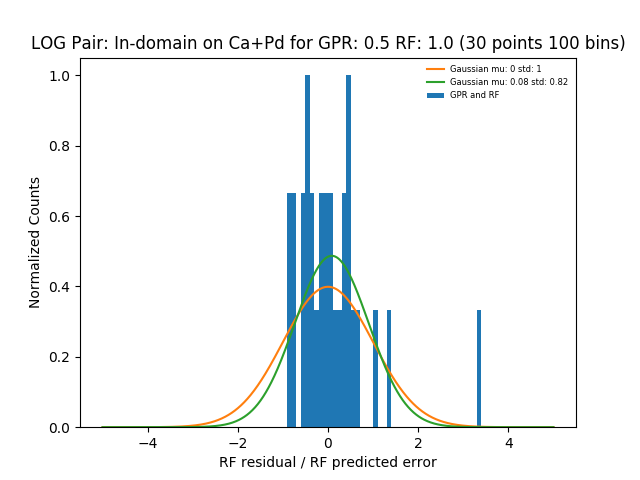 LOG Pair: In-domain on Ca+Pd for GPR: 0.5 RF: 1.0 (30 points 100 bins)
Gaussian mu: 0 std: 1
Gaussian mu: 0.08 std: 0.82
GPR and RF
1.0
0.8
0.6
0.4
0.2
0.0
Normalized Counts
−4
−2
0
2
4
RF residual / RF predicted error